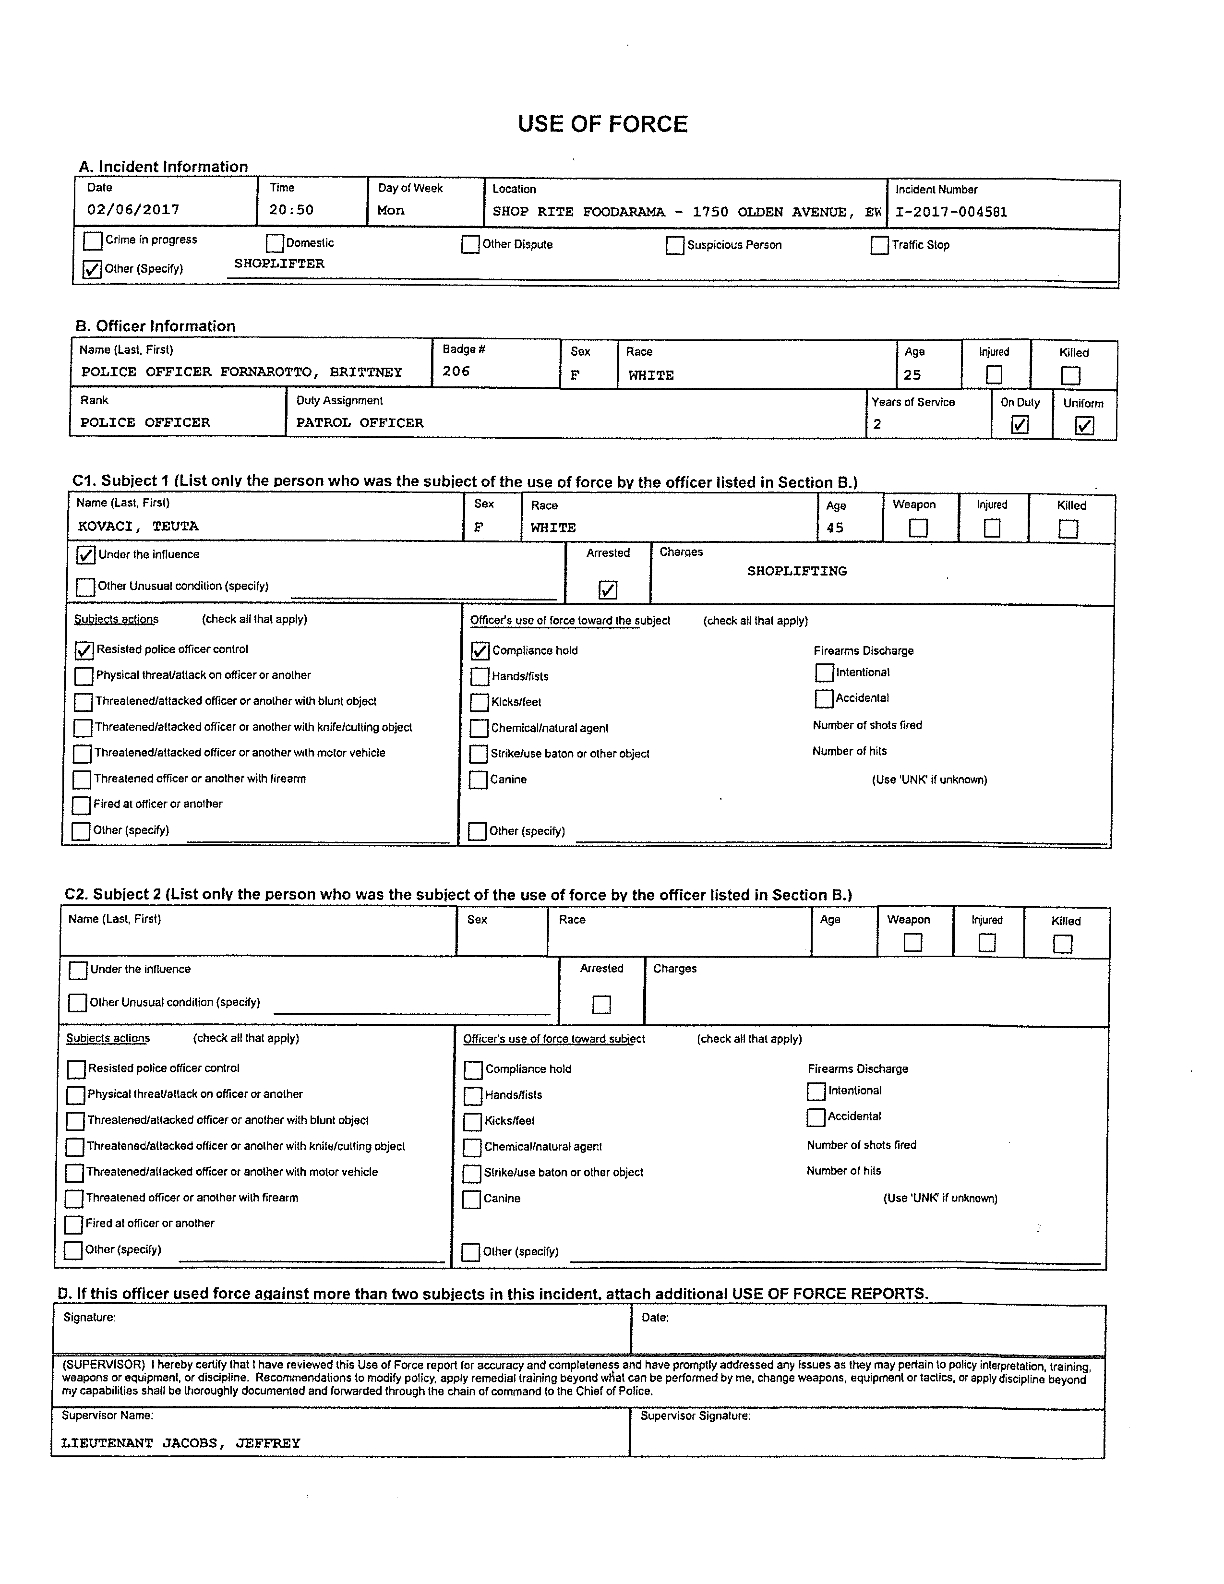 USE OF FORCE
A. Incident Information
Date Time Day of Week Location Incident Number
02/06/2017 20:50 Mon SHOP RITE FOODARAMA - 1750 OLDEN AVENUE, EW I-2017-004581
Crime in progress Domestic Other Dispute Suspicious Person Traffic Stop
Other (Specify) SHOPLIFTER
B. Officer Information
Name (Last, First) Badge # Sex Race Age Injured Killed
POLICE OFFICER FORNAROTTO, BRITTNEY 206 F WHITE 25
Rank Duty Assignment Years of Service On Duty Uniform
POLICE OFFICER PATROL OFFICER 2
C1. Subject 1 (List only the person who was the subject of the use of force by the officer listed in Section B.)
Name (Last, First) Sex Race Age Weapon Injured Killed
KOVACI, TEUTA F WHITE 45
Under the influence Arrested Charges
SHOPLIFTING
Other Unusual condition (specify)
Subjects actions (check all that apply) Officer's use of force toward the subject (check all that apply)
Resisted police officer control Compliance hold Firearms Discharge
Physical threat/attack on officer or another Hands/fists Intentional
Threatened/attacked officer or another with blunt object Kicks/feet Accidental
Threatened/attacked officer or another with knife/cutting object Chemical/natural agent Number of shots fired
Threatened/attacked officer or another with motor vehicle Strike/use baton or other object Number of hits
Threatened officer or another with firearm Canine (Use 'UNK' if unknown)
Fired at officer or another
Other (specify) Other (specify)
C2. Subject 2 (List only the person who was the subject of the use of force by the officer listed in Section B.)
Name (Last, First) Sex Race Age Weapon Injured Killed
Under the influence Arrested Charges
Other Unusual condition (specify)
Subjects actions (check all that apply) Officer's use of force toward subject (check all that apply)
Resisted police officer control Compliance hold Firearms Discharge
Physical threat/attack on officer or another Hands/fists Intentional
Threatened/attacked officer or another with blunt object Kicks/feet Accidental
Threatened/attacked officer or another with knife/cutting object Chemical/natural agent Number of shots fired
Threatened/attacked officer or another with motor vehicle Strike/use baton or other object Number of hits
Threatened officer or another with firearm Canine (Use 'UNK' if unknown)
Fired at officer or another
Other (specify) Other (specify)
D. If this officer used force against more than two subjects in this incident, attach additional USE OF FORCE REPORTS.
Signature: Date:
(SUPERVISOR) I hereby certify that I have reviewed this Use of Force report for accuracy and completeness and have promptly addressed any issues as they may pertain to policy interpretation, training,
weapons or equipment, or discipline. Recommendations to modify policy, apply remedial training beyond what can be performed by me, change weapons, equipment or tactics, or apply discipline beyond
my capabilities shall be thoroughly documented and forwarded through the chain of command to the Chief of Police.
Supervisor Name: Supervisor Signature:
LIEUTENANT JACOBS, JEFFREY